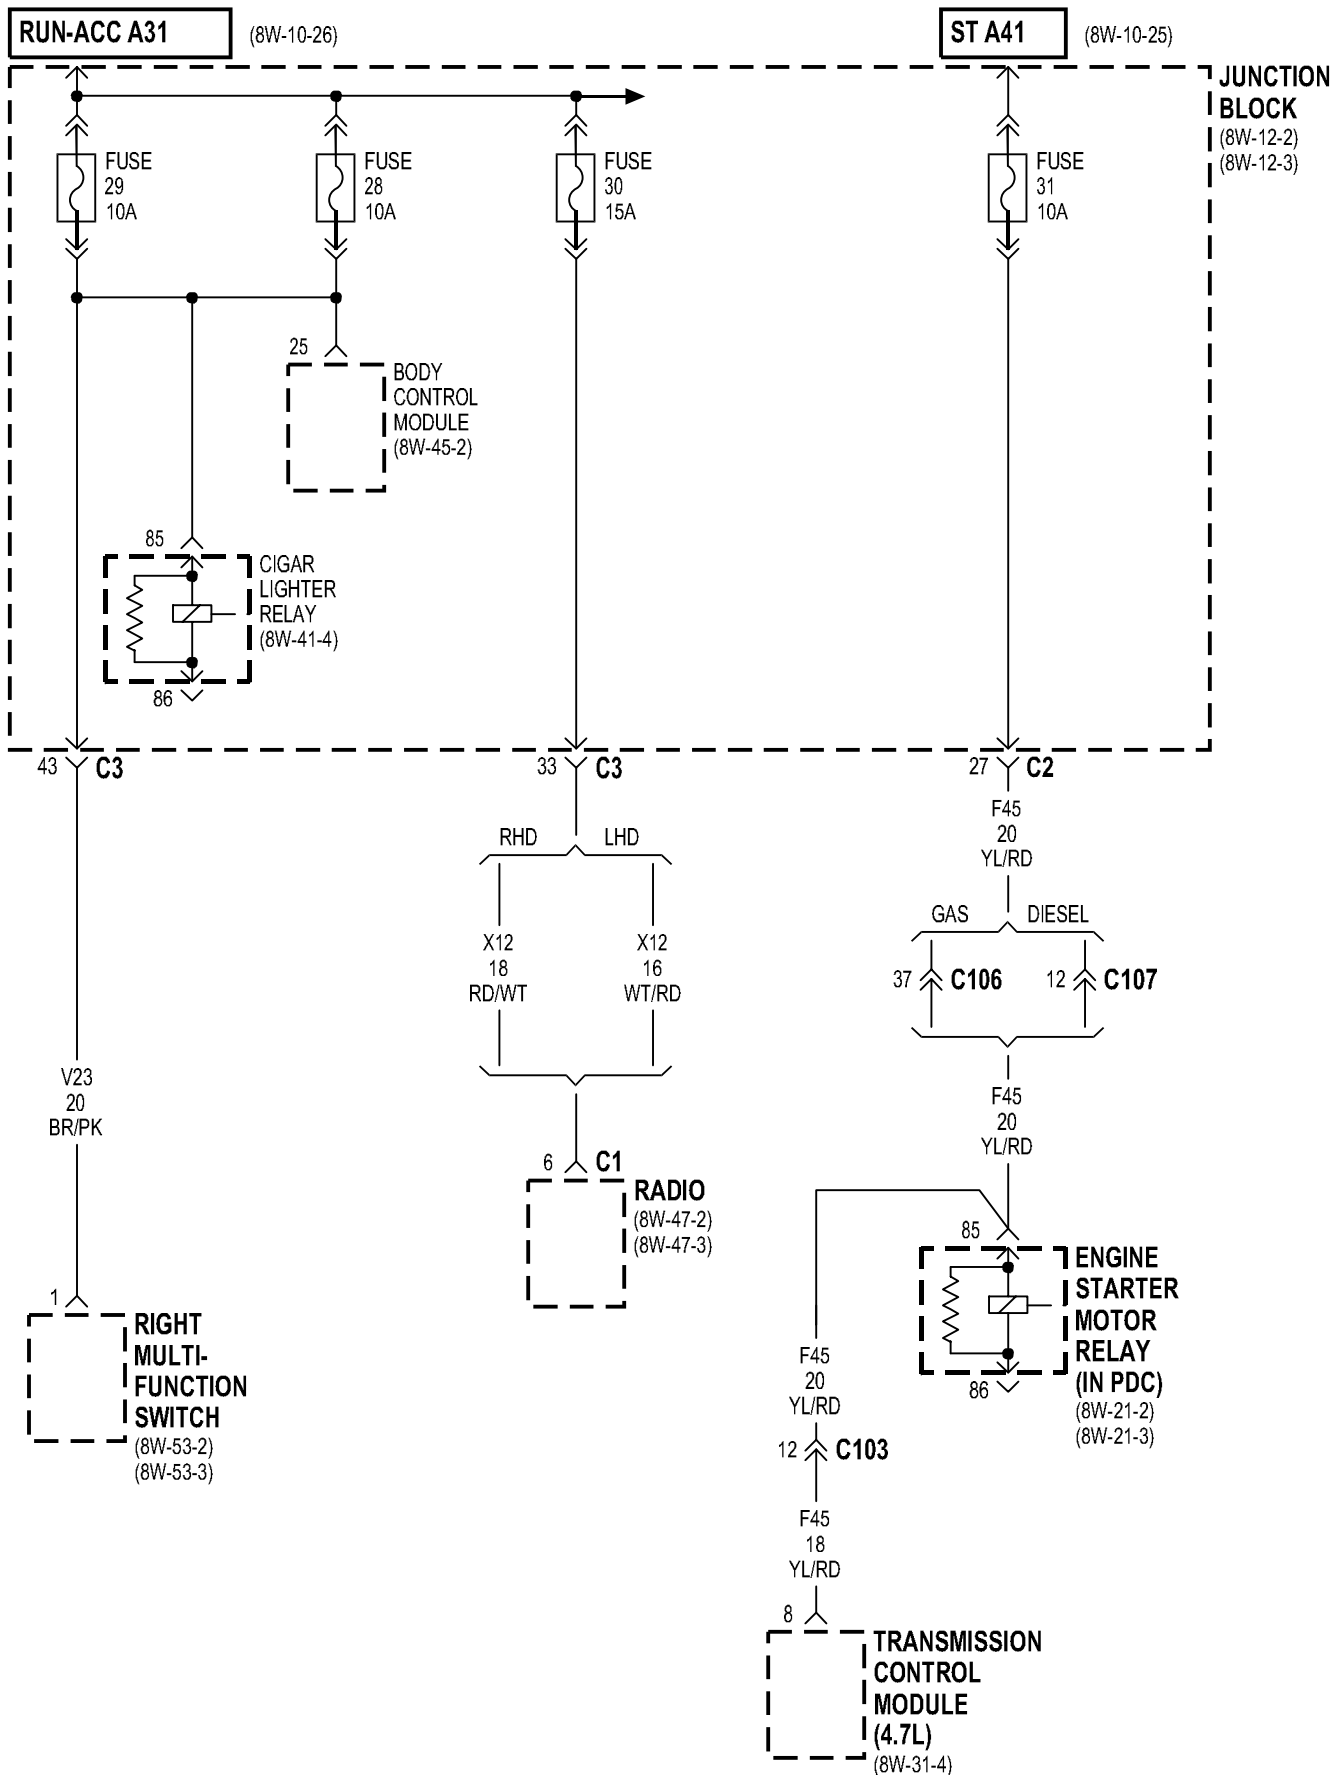 RUN-ACC A31
(8W-10-26)
ST A41
(8W-10-25)
JUNCTION
BLOCK
(8W-12-2)
(8W-12-3)
FUSE
29
10A
FUSE
28
10A
FUSE
30
15A
FUSE
31
10A
25
BODY
CONTROL
MODULE
(8W-45-2)
85
CIGAR
LIGHTER
RELAY
(8W-41-4)
86
43
C3
33
C3
27
C2
F45
20
YL/RD
RHD
LHD
GAS
DIESEL
X12
18
RD/WT
X12
16
WT/RD
37
C106
12
C107
V23
20
BR/PK
F45
20
YL/RD
6
C1
RADIO
(8W-47-2)
(8W-47-3)
85
ENGINE
STARTER
MOTOR
RELAY
(IN PDC)
(8W-21-2)
(8W-21-3)
86
1
RIGHT
MULTI-
FUNCTION
SWITCH
(8W-53-2)
(8W-53-3)
F45
20
YL/RD
12
C103
F45
18
YL/RD
8
TRANSMISSION
CONTROL
MODULE
(4.7L)
(8W-31-4)